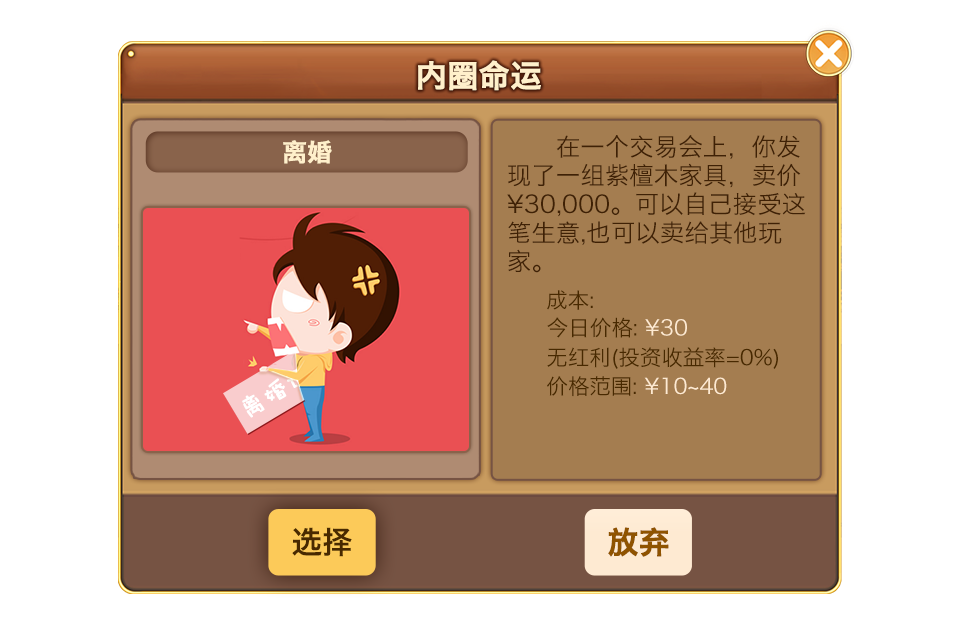 内圈命运
离婚
离婚
在一个交易会上，你发
现了一组紫檀木家具，卖价
¥30,000。可以自己接受这
笔生意,也可以卖给其他玩
家。
成本:
今日价格: ¥30
无红利(投资收益率=0%)
价格范围: ¥10~40
选择
放弃